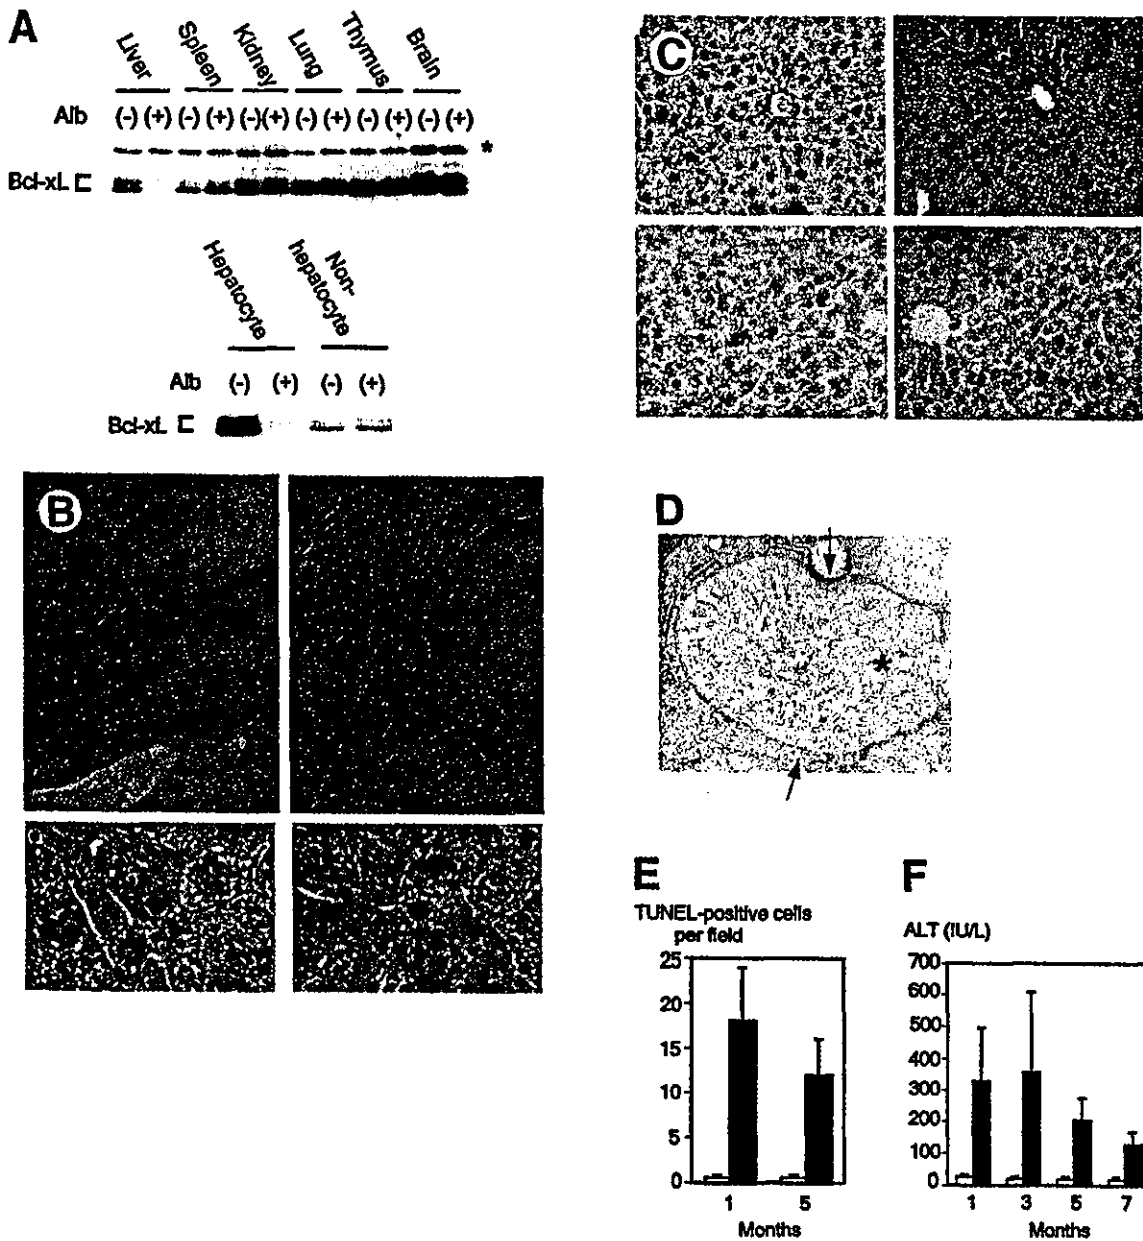 A
Liver Spleen Kidney Lung Thymus Brain
Alb (-) (+) (-) (+) (-) (+) (-) (+) (-) (+) (-) (+)
*
Bcl-xL
Hepatocyte Non-hepatocyte
Alb (-) (+) (-) (+)
Bcl-xL
B
C
D
*
E
TUNEL-positive cells
per field
25
20
15
10
5
0
1 5
Months
F
ALT (IU/L)
700
600
500
400
300
200
100
0
1 3 5 7
Months